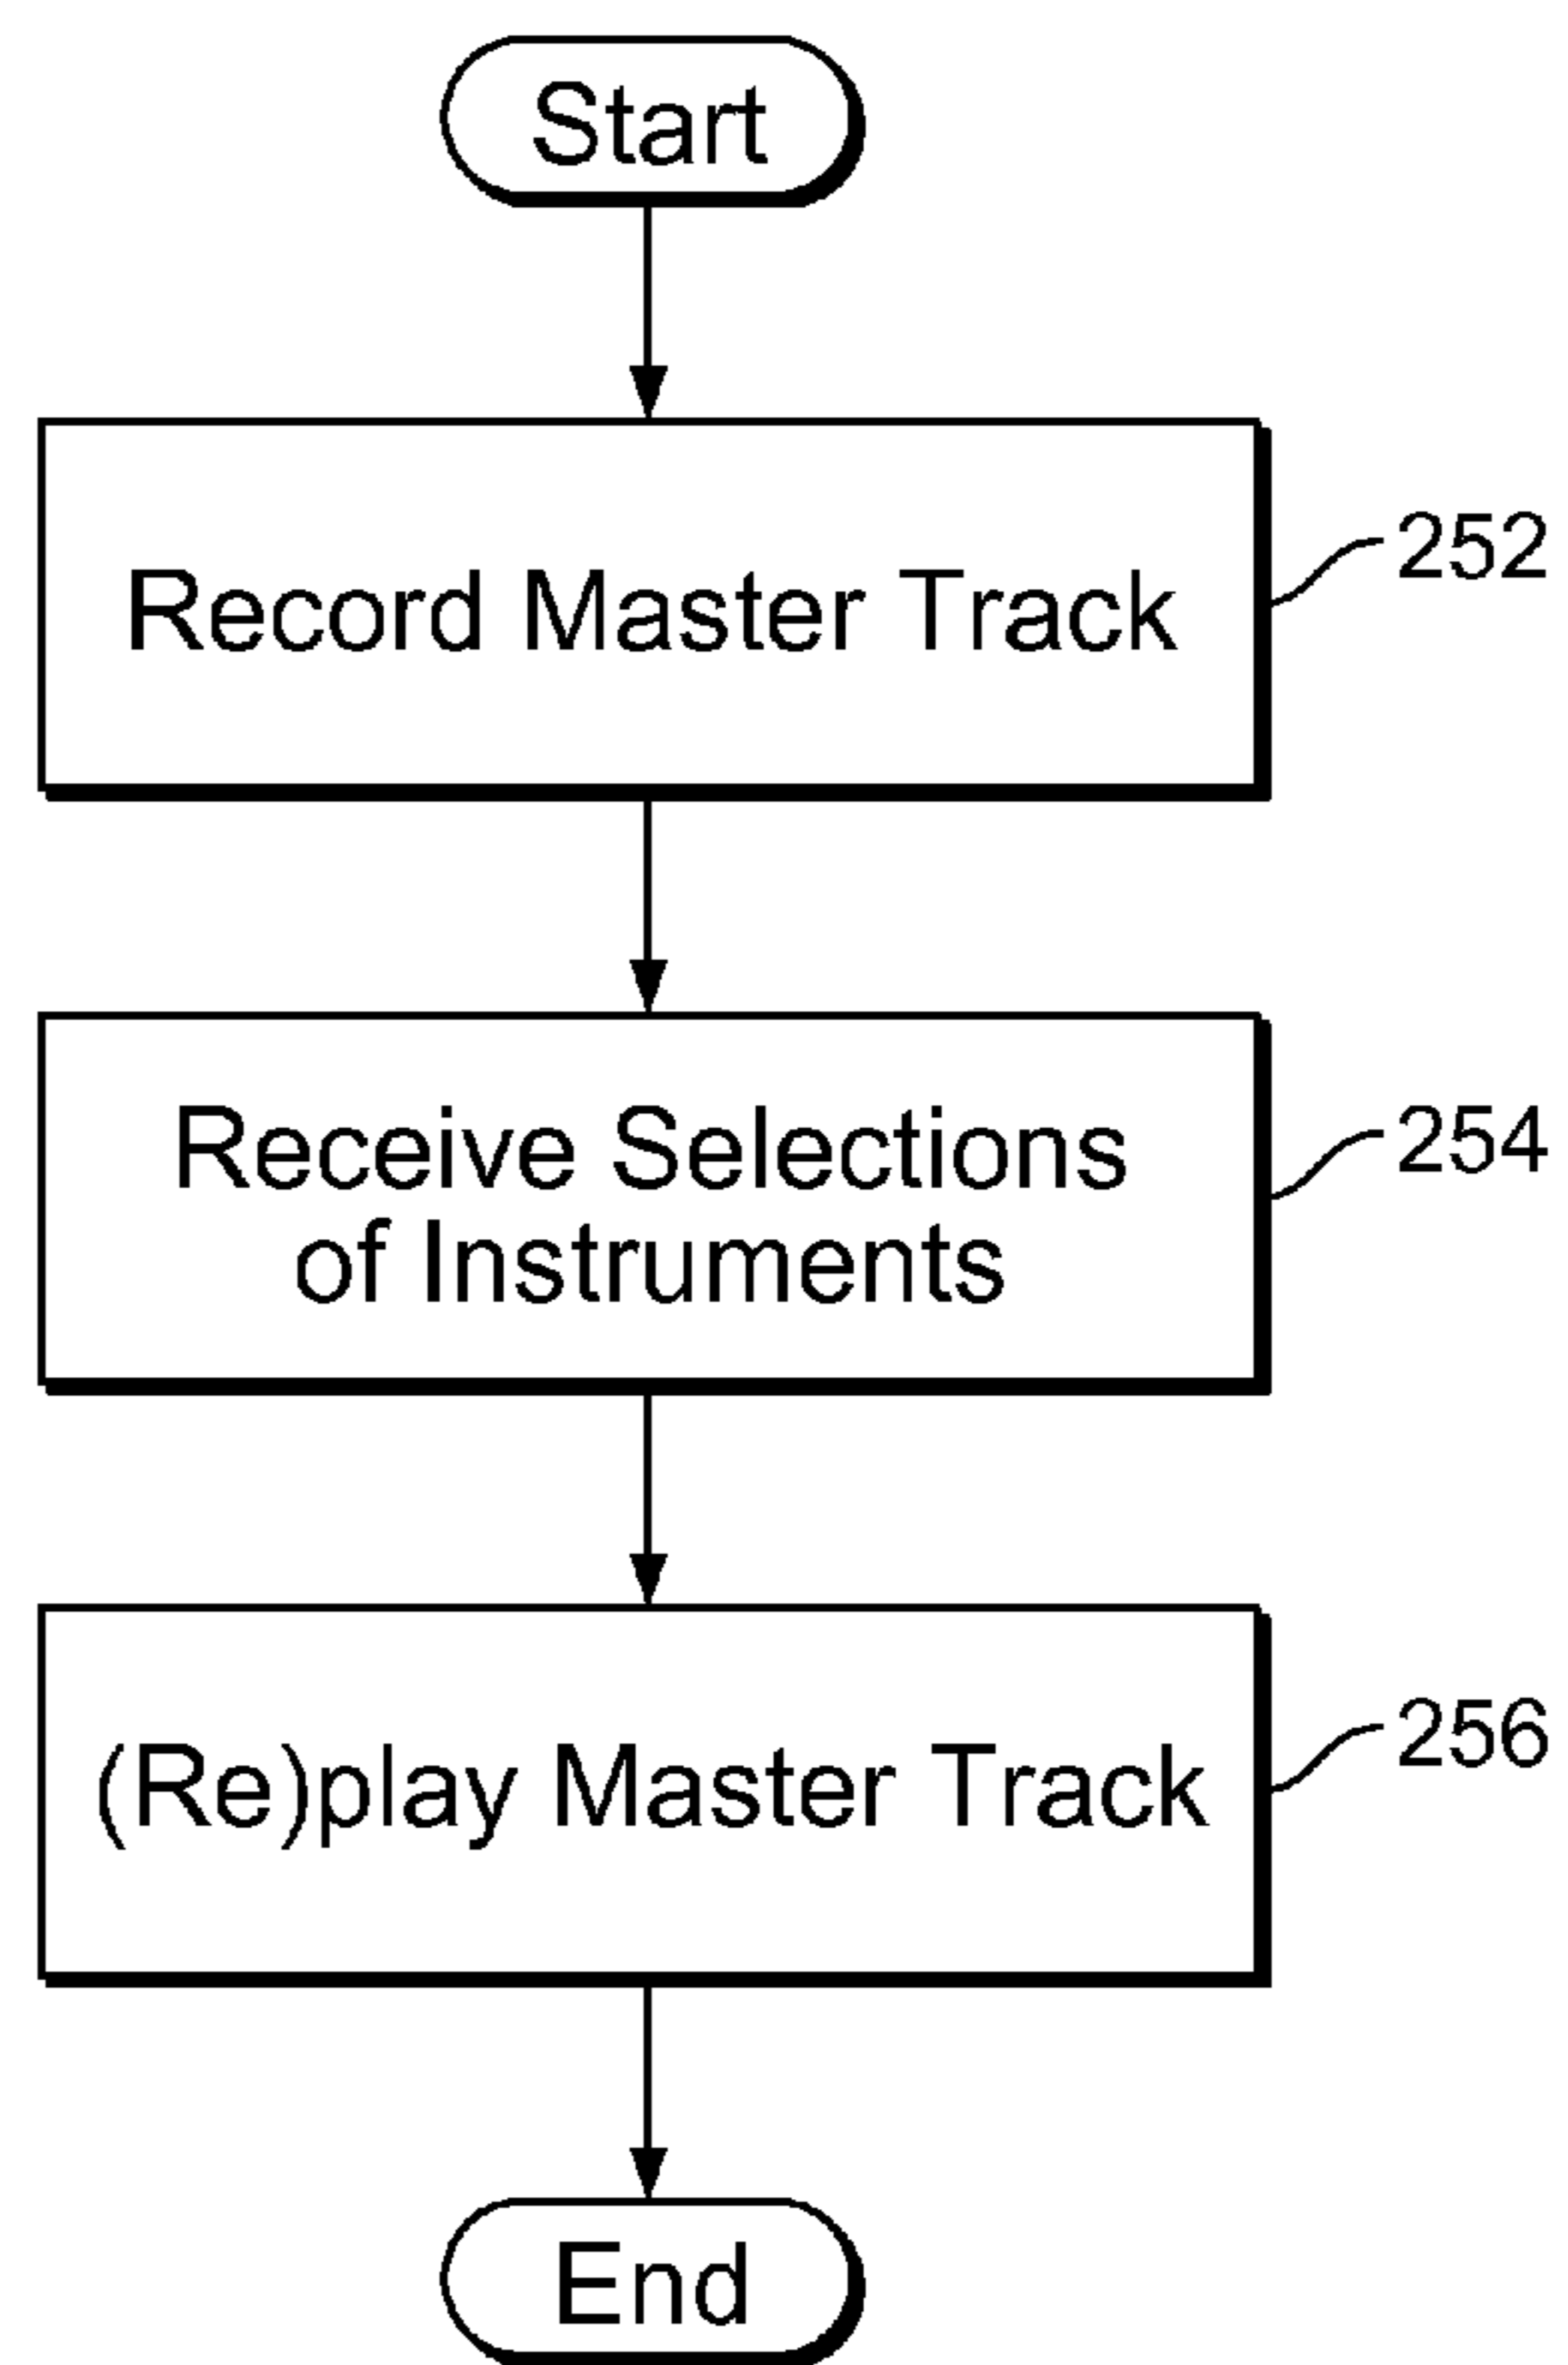 Start
Record Master Track
252
Receive Selections
of Instruments
254
(Re)play Master Track
256
End